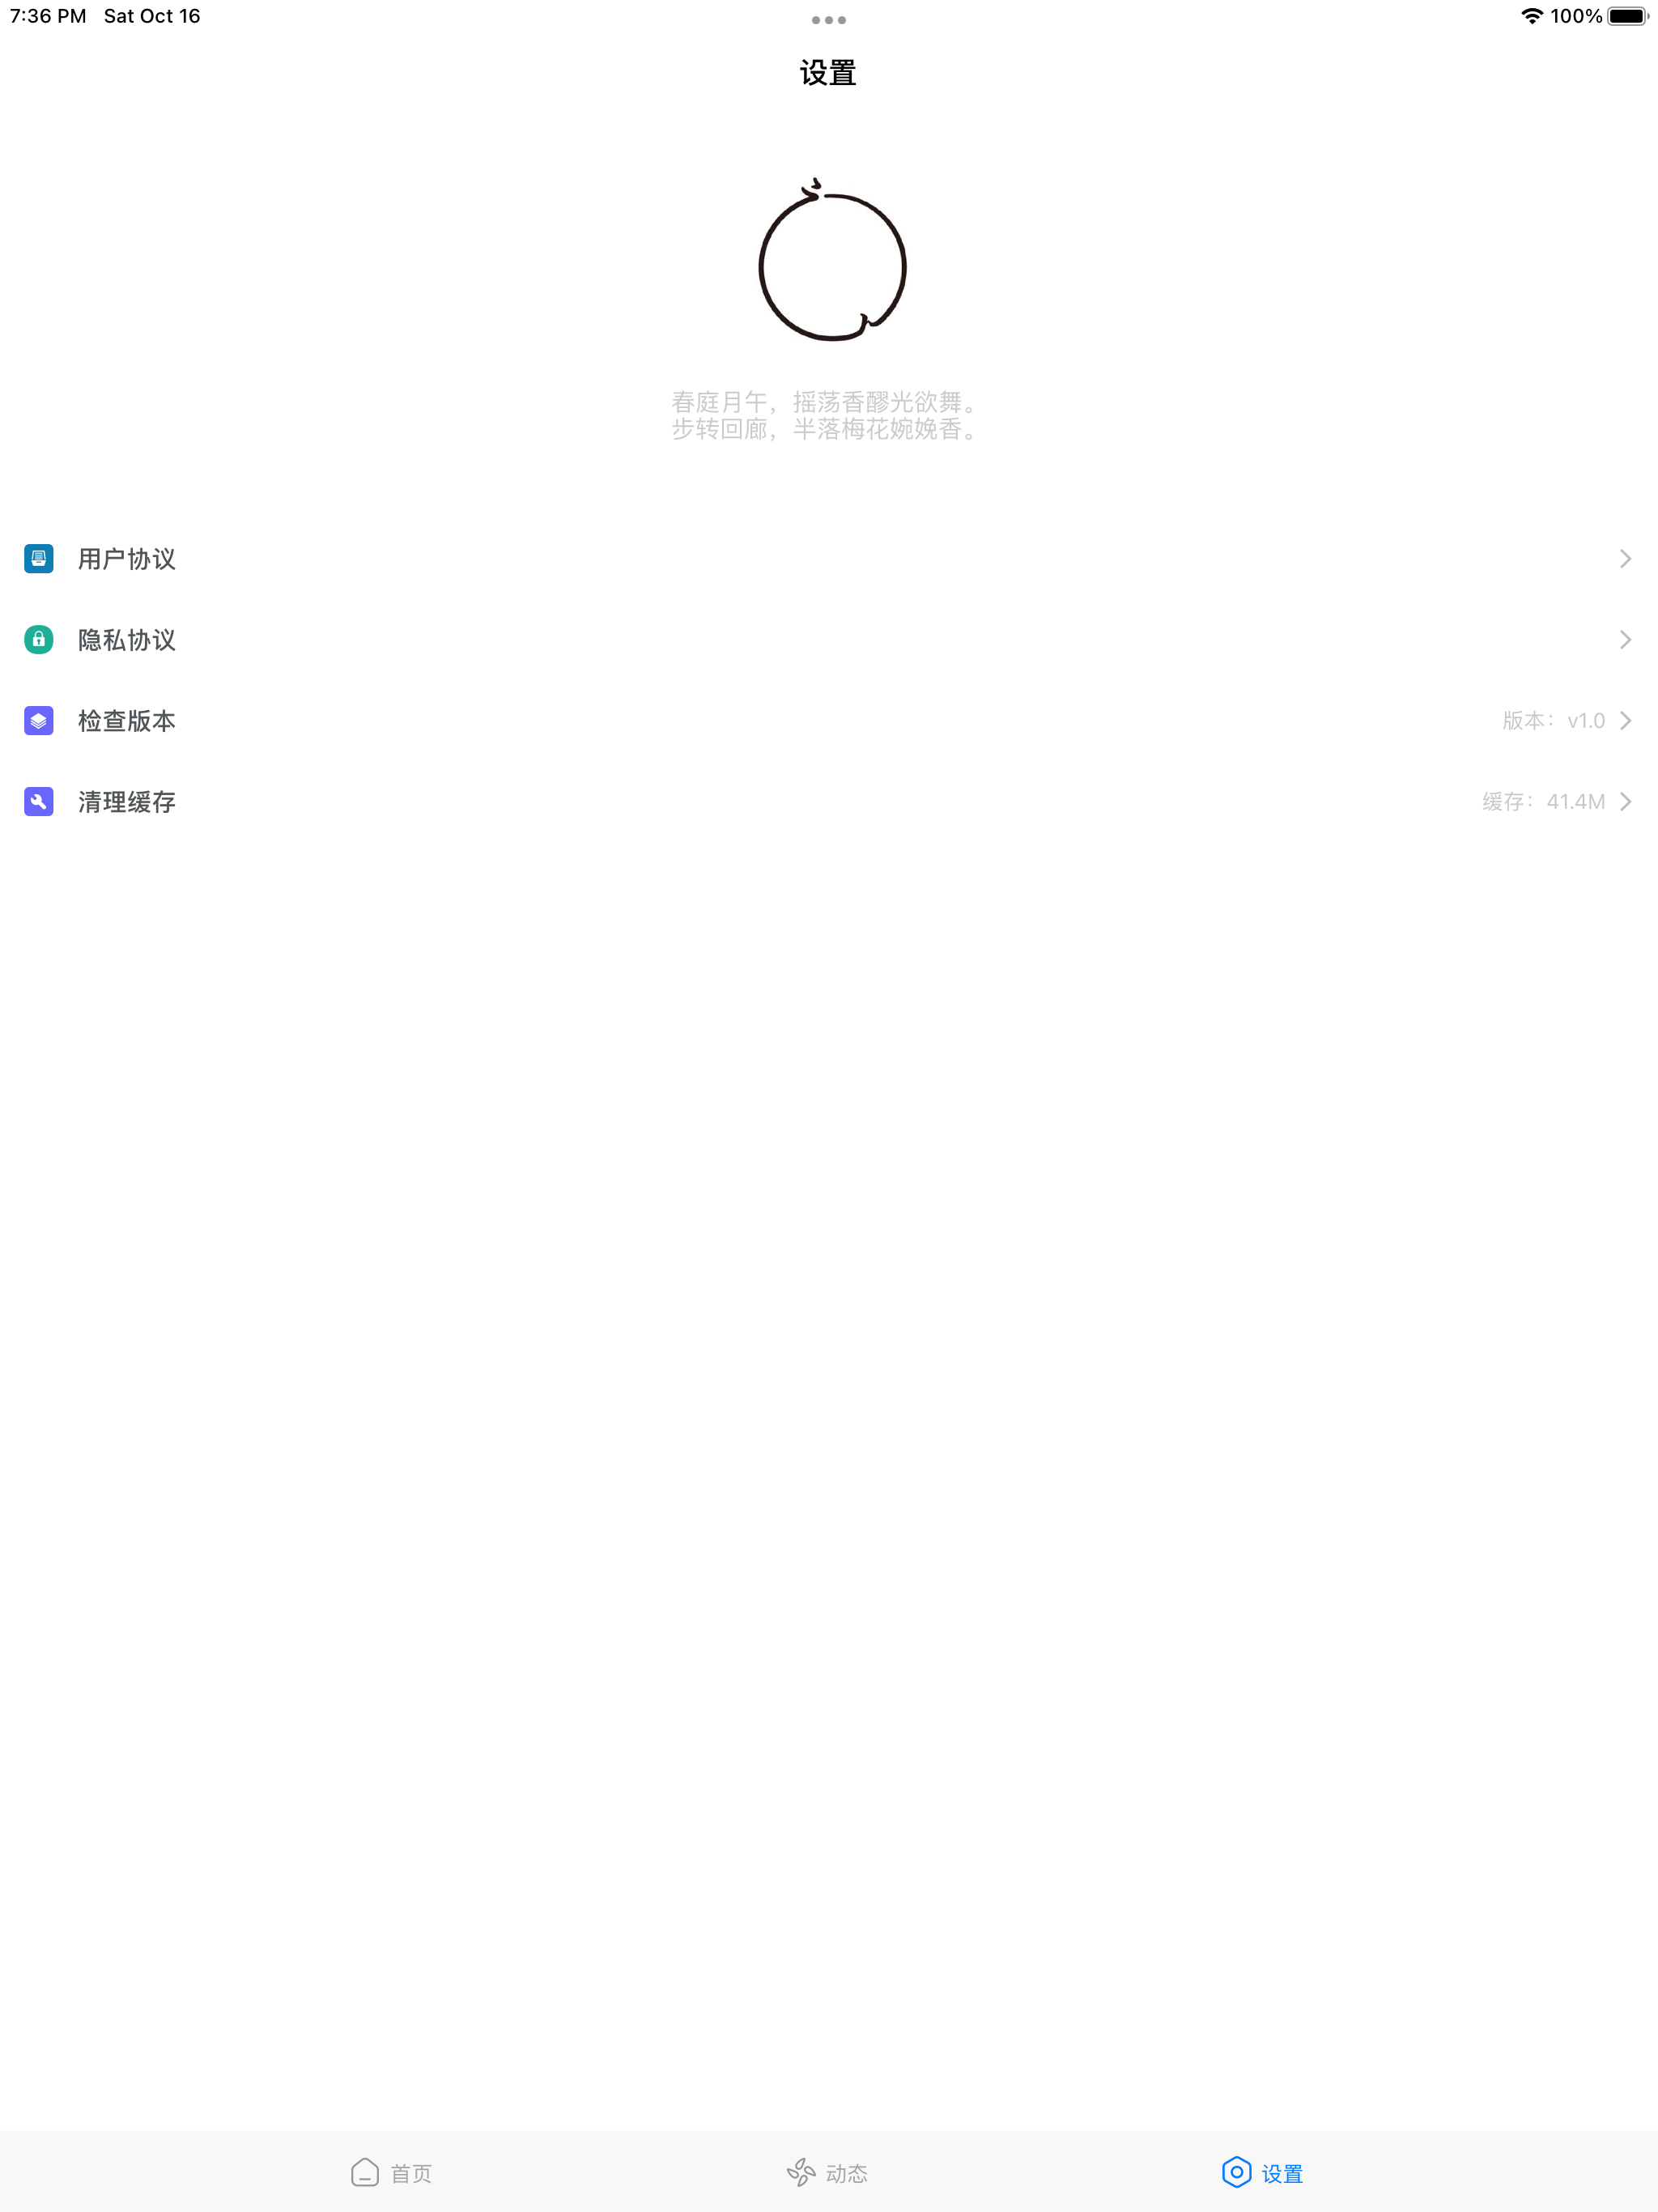 7:36 PM Sat Oct 16
100%
设置
春庭月午，摇荡香醪光欲舞。
步转回廊，半落梅花婉娩香。
用户协议
隐私协议
检查版本 版本：v1.0
清理缓存 缓存：41.4M
首页 动态 设置